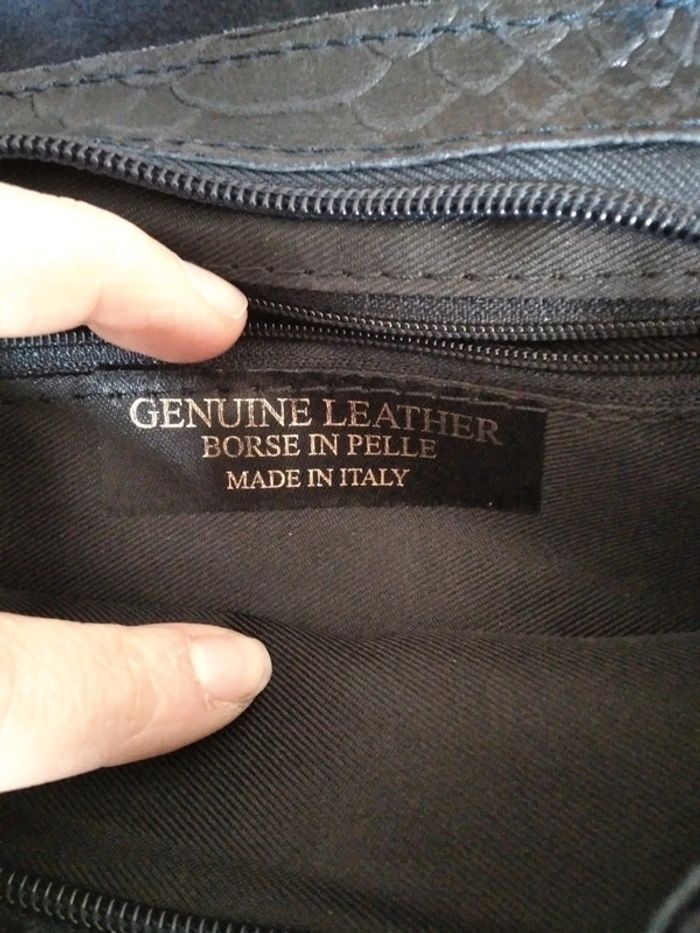 GENUINE LEATHER
BORSE IN PELLE
MADE IN ITALY